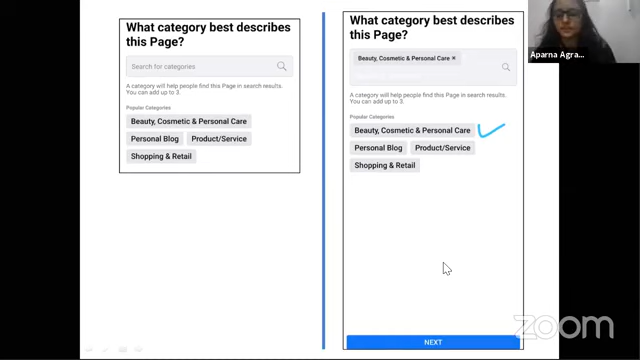 What category best describes
this Page?
Search for categories
A category will help people find this Page in search results.
You can add up to 3.
Popular Categories
Beauty, Cosmetic & Personal Care
Personal Blog
Product/Service
Shopping & Retail
What category best describes
this Page?
Beauty, Cosmetic & Personal Care ×
A category will help people find this Page in search results.
You can add up to 3.
Popular Categories
Beauty, Cosmetic & Personal Care
Personal Blog
Product/Service
Shopping & Retail
NEXT
Aparna Agra...
zoom